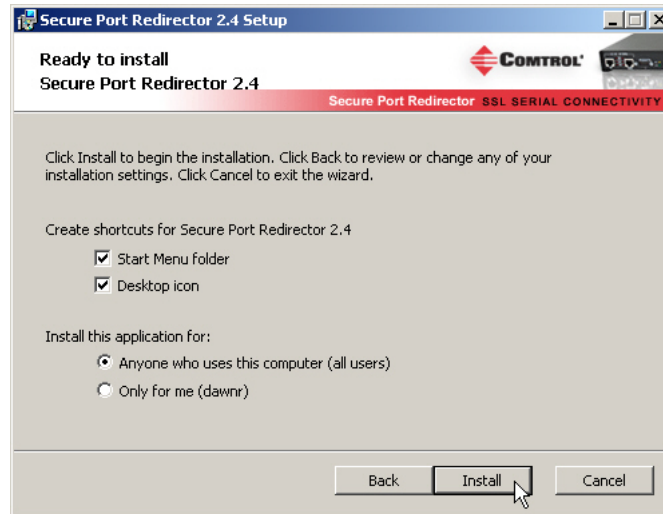 Secure Port Redirector 2.4 Setup
Ready to install
Secure Port Redirector 2.4
COMTROL'
Secure Port Redirector SSL SERIAL CONNECTIVITY
Click Install to begin the installation. Click Back to review or change any of your
installation settings. Click Cancel to exit the wizard.
Create shortcuts for Secure Port Redirector 2.4
Start Menu folder
Desktop icon
Install this application for:
Anyone who uses this computer (all users)
Only for me (dawnr)
Back Install Cancel